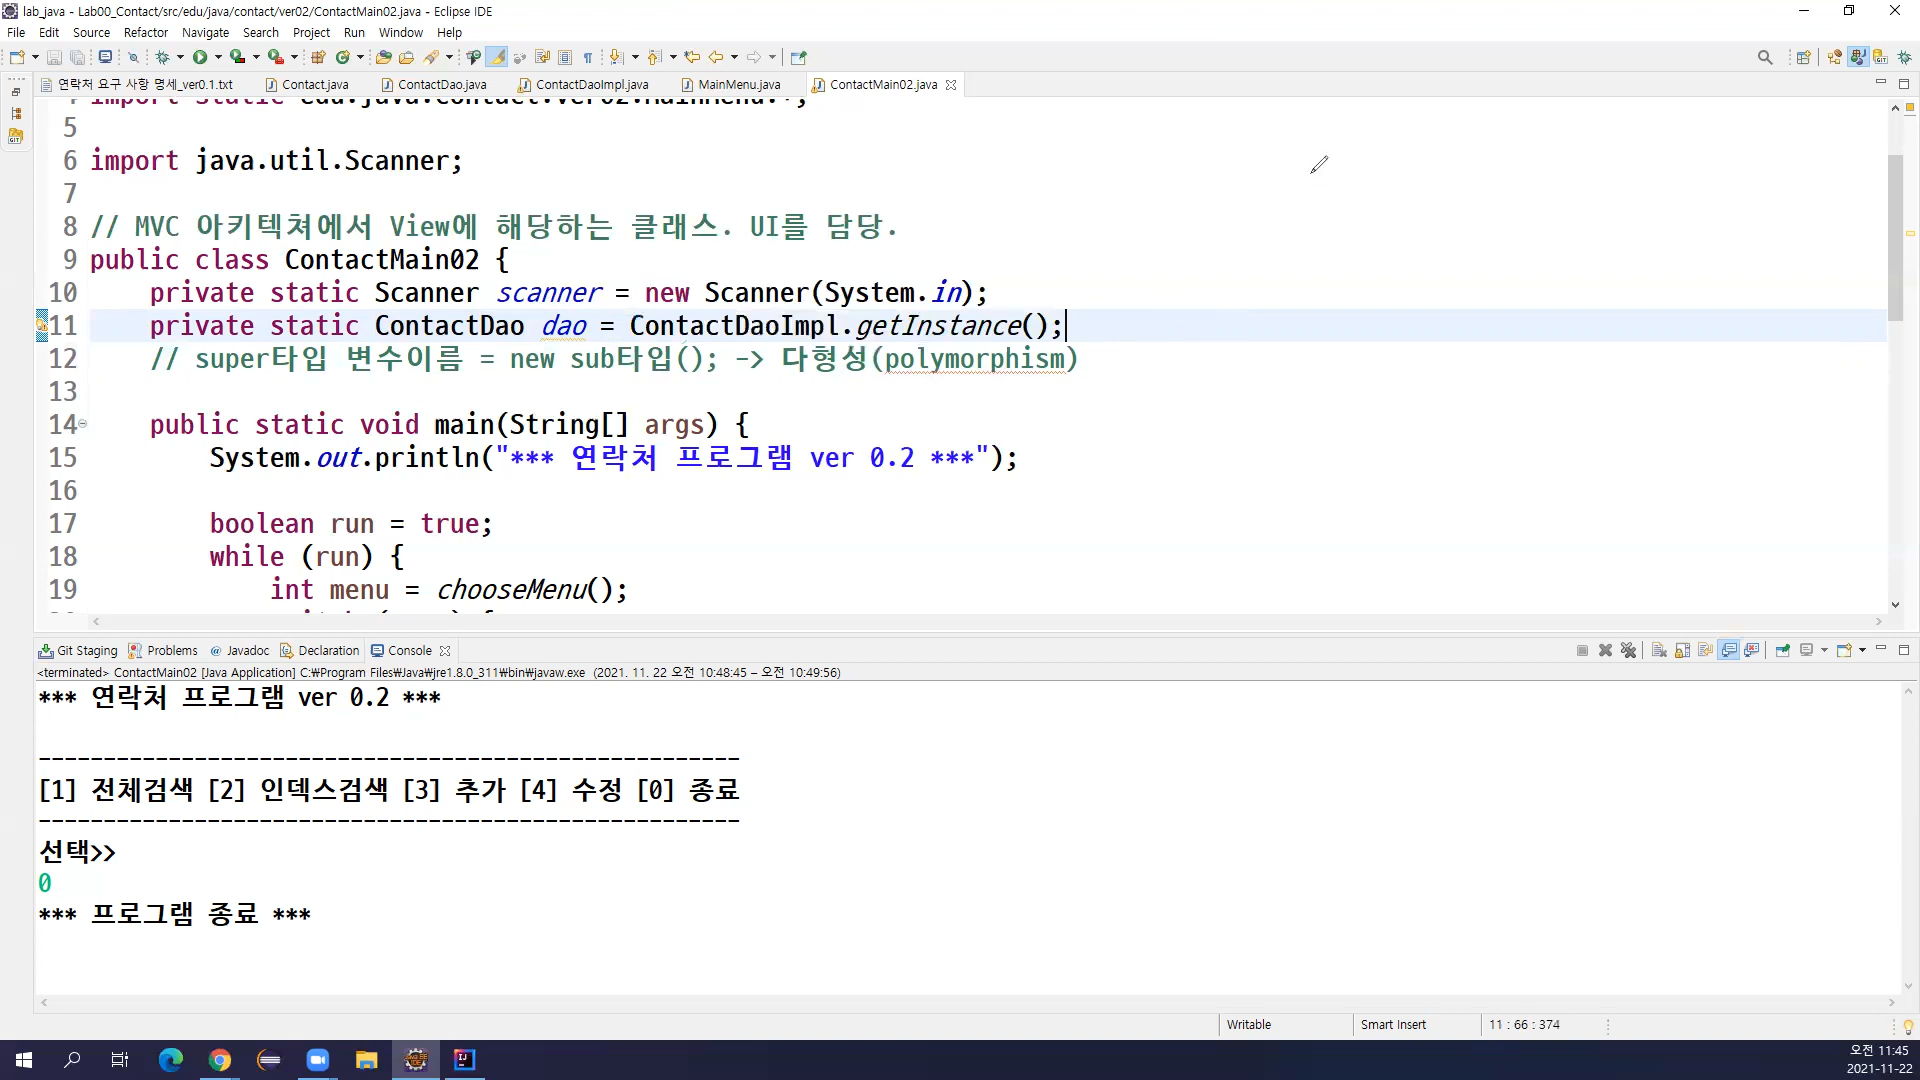 lab_java - Lab00_Contact/src/edu/java/contact/ver02/ContactMain02.java - Eclipse IDE
File Edit Source Refactor Navigate Search Project Run Window Help
연락처 요구 사항 명세_ver0.1.txt Contact.java ContactDao.java ContactDaoImpl.java MainMenu.java ContactMain02.java
4 import static edu.java.contact.ver02.MainMenu.*;
5
6 import java.util.Scanner;
7
8 // MVC 아키텍쳐에서 View에 해당하는 클래스. UI를 담당.
9 public class ContactMain02 {
10 private static Scanner scanner = new Scanner(System.in);
11 private static ContactDao dao = ContactDaoImpl.getInstance();
12 // super타입 변수이름 = new sub타입(); -> 다형성(polymorphism)
13
14 public static void main(String[] args) {
15 System.out.println("*** 연락처 프로그램 ver 0.2 ***");
16
17 boolean run = true;
18 while (run) {
19 int menu = chooseMenu();
Git Staging Problems @ Javadoc Declaration Console
<terminated> ContactMain02 [Java Application] C:₩Program Files₩Java₩jre1.8.0_311₩bin₩javaw.exe (2021. 11. 22 오전 10:48:45 – 오전 10:49:56)
*** 연락처 프로그램 ver 0.2 ***
------------------------------------------------------
[1] 전체검색 [2] 인덱스검색 [3] 추가 [4] 수정 [0] 종료
------------------------------------------------------
선택>>
0
*** 프로그램 종료 ***
Writable Smart Insert 11 : 66 : 374
오전 11:45
2021-11-22